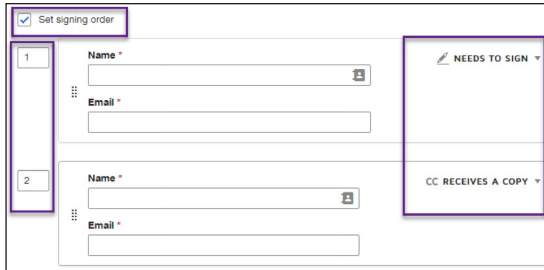 Set signing order
1
Name *
NEEDS TO SIGN
Email *
2
Name *
CC RECEIVES A COPY
Email *